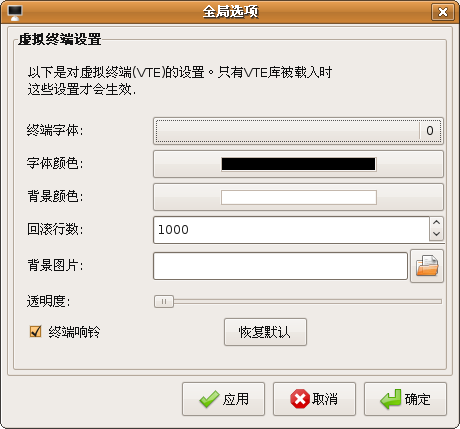 全局选项
虚拟终端设置
以下是对虚拟终端(VTE)的设置。只有VTE库被载入时
这些设置才会生效.
终端字体: 0
字体颜色:
背景颜色:
回滚行数: 1000
背景图片:
透明度:
终端响铃 恢复默认
应用 取消 确定